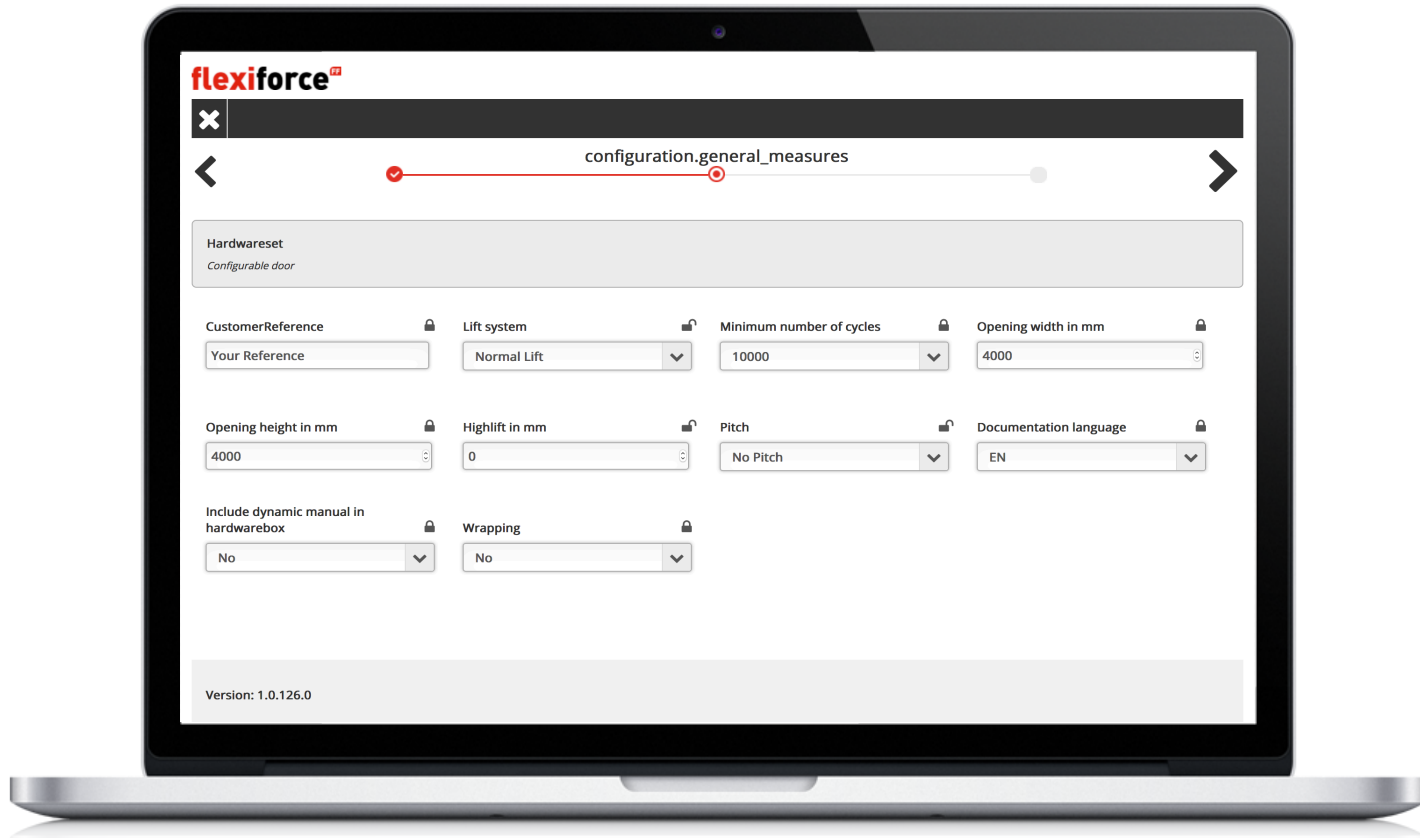 flexiforce FF
configuration.general_measures
Hardwareset
Configurable door
CustomerReference
Your Reference
Lift system
Normal Lift
Minimum number of cycles
10000
Opening width in mm
4000
Opening height in mm
4000
Highlift in mm
0
Pitch
No Pitch
Documentation language
EN
Include dynamic manual in
hardwarebox
No
Wrapping
No
Version: 1.0.126.0